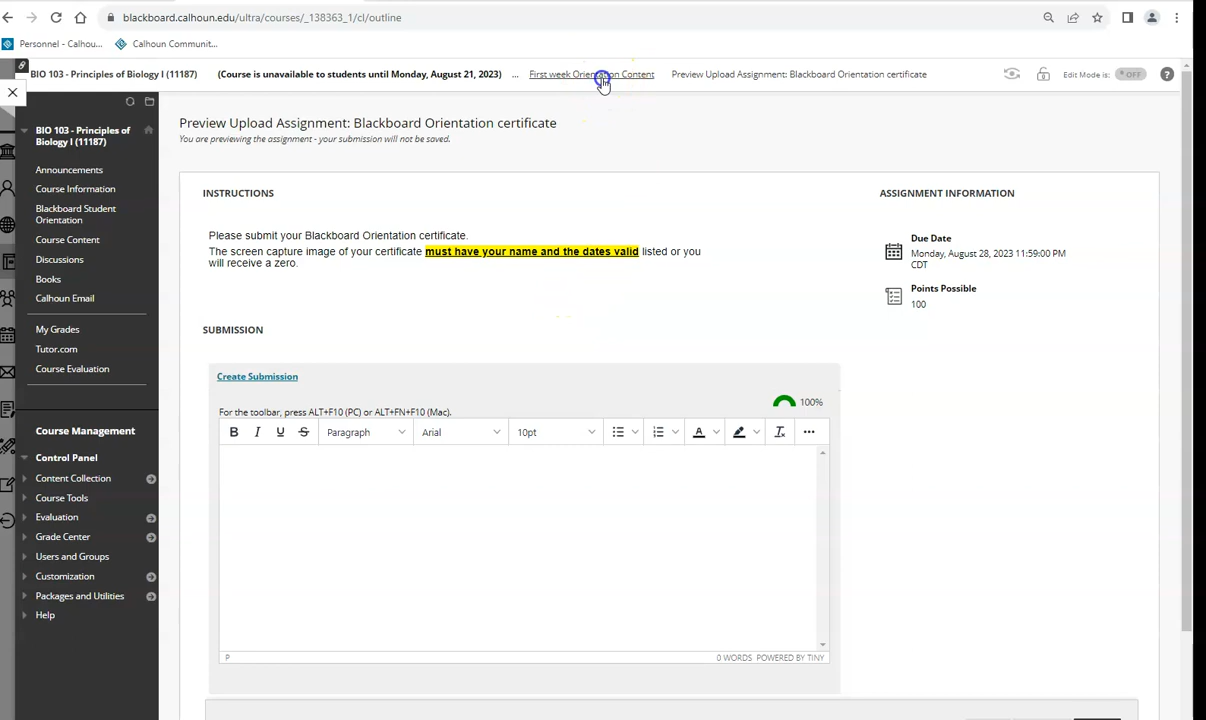 blackboard.calhoun.edu/ultra/courses/_138363_1/cl/outline
Personnel - Calhou...
Calhoun Communit...
BIO 103 - Principles of Biology I (11187)
(Course is unavailable to students until Monday, August 21, 2023)
...
First week Orientation Content
Preview Upload Assignment: Blackboard Orientation certificate
Edit Mode is:
OFF
?
BIO 103 - Principles of
Biology I (11187)
Announcements
Course Information
Blackboard Student
Orientation
Course Content
Discussions
Books
Calhoun Email
My Grades
Tutor.com
Course Evaluation
Course Management
Control Panel
Content Collection
Course Tools
Evaluation
Grade Center
Users and Groups
Customization
Packages and Utilities
Help
Preview Upload Assignment: Blackboard Orientation certificate
You are previewing the assignment - your submission will not be saved.
INSTRUCTIONS
Please submit your Blackboard Orientation certificate.
The screen capture image of your certificate must have your name and the dates valid listed or you
will receive a zero.
ASSIGNMENT INFORMATION
Due Date
Monday, August 28, 2023 11:59:00 PM
CDT
Points Possible
100
SUBMISSION
Create Submission
100%
For the toolbar, press ALT+F10 (PC) or ALT+FN+F10 (Mac).
B I U S Paragraph Arial 10pt A ...
P
0 WORDS POWERED BY TINY